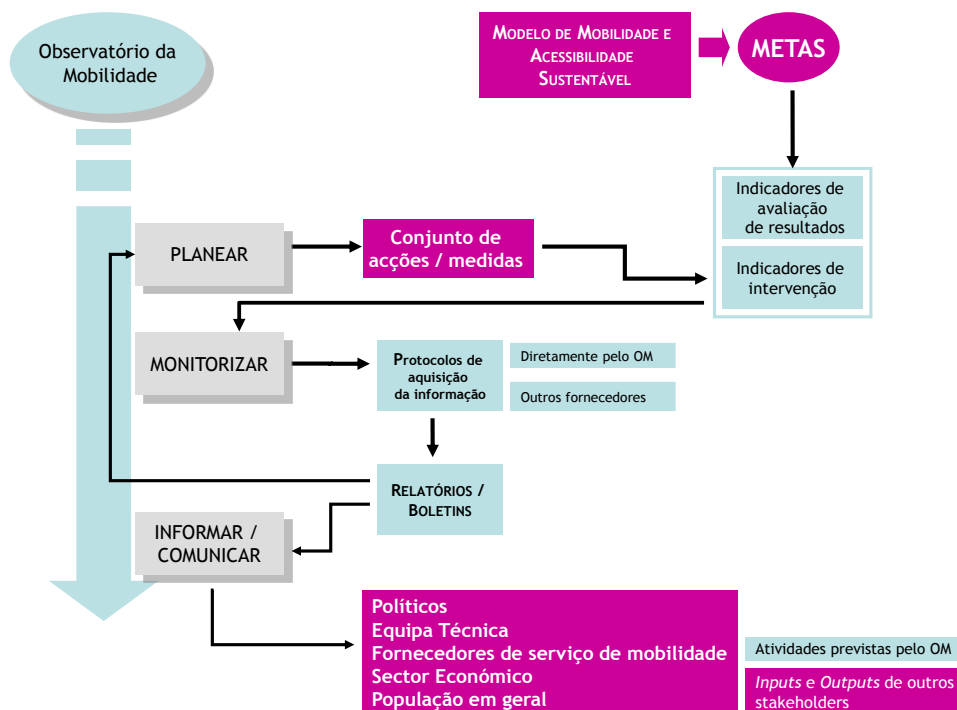 Observatório da
Mobilidade
MODELO DE MOBILIDADE E
ACESSIBILIDADE
SUSTENTÁVEL
METAS
Indicadores de
avaliação
de resultados
PLANEAR
Conjunto de
acções / medidas
Indicadores de
intervenção
MONITORIZAR
Protocolos de
aquisição
da informação
Diretamente pelo OM
Outros fornecedores
RELATÓRIOS /
BOLETINS
INFORMAR /
COMUNICAR
Políticos
Equipa Técnica
Fornecedores de serviço de mobilidade
Sector Económico
População em geral
Atividades previstas pelo OM
Inputs e Outputs de outros
stakeholders